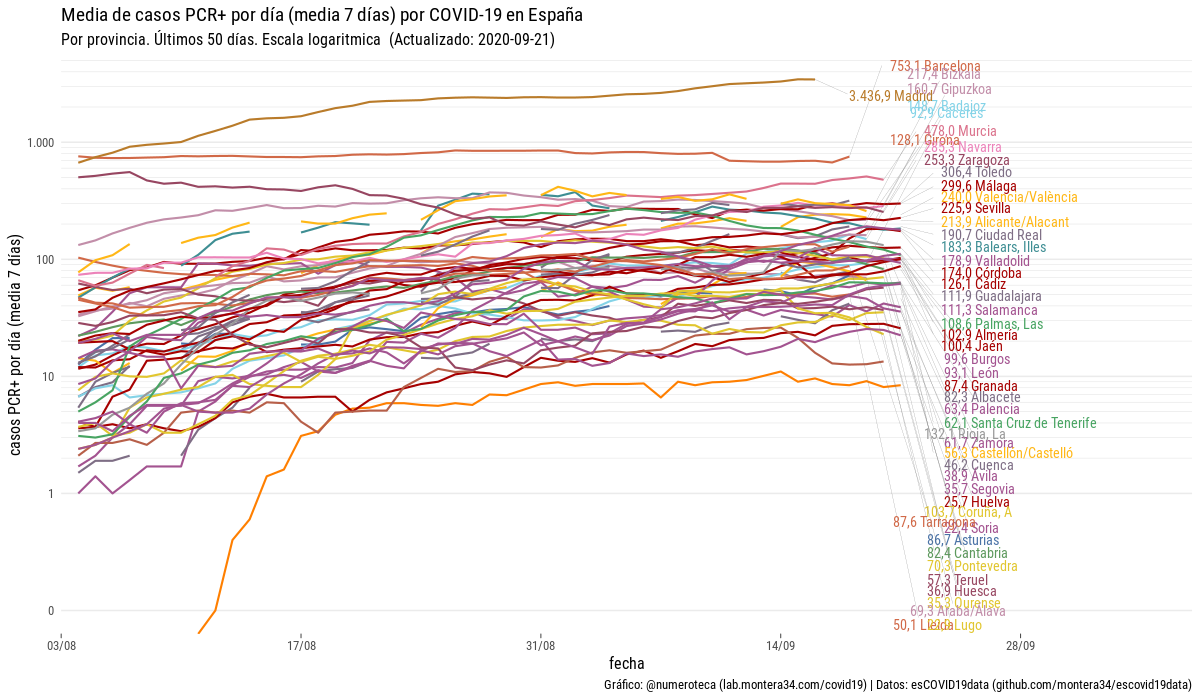 Media de casos PCR+ por día (media 7 días) por COVID-19 en España
Por provincia. Últimos 50 días. Escala logaritmica  (Actualizado: 2020-09-21)
casos PCR+ por día (media 7 días)
1.000
100
10
1
0
753,1 Barcelona
217,4 Bizkaia
160,7 Gipuzkoa
3.436,9 Madrid
148,7 Badajoz
92,9 Cáceres
478,0 Murcia
128,1 Girona
285,3 Navarra
253,3 Zaragoza
306,4 Toledo
299,6 Málaga
240,0 Valencia/València
225,9 Sevilla
213,9 Alicante/Alacant
190,7 Ciudad Real
183,3 Balears, Illes
178,9 Valladolid
174,0 Córdoba
126,1 Cádiz
111,9 Guadalajara
111,3 Salamanca
108,6 Palmas, Las
102,9 Almería
100,4 Jaén
99,6 Burgos
93,1 León
87,4 Granada
82,3 Albacete
63,4 Palencia
62,1 Santa Cruz de Tenerife
132,1 Rioja, La
61,7 Zamora
56,3 Castellón/Castelló
46,2 Cuenca
38,9 Ávila
35,7 Segovia
25,7 Huelva
103,7 Coruña, A
87,6 Tarragona
22,4 Soria
86,7 Asturias
82,4 Cantabria
70,3 Pontevedra
57,3 Teruel
36,9 Huesca
35,3 Ourense
69,3 Araba/Álava
50,1 Lleida
Lugo
03/08
17/08
31/08
14/09
28/09
fecha
Gráfico: @numeroteca (lab.montera34.com/covid19) | Datos: esCOVID19data (github.com/montera34/escovid19data)